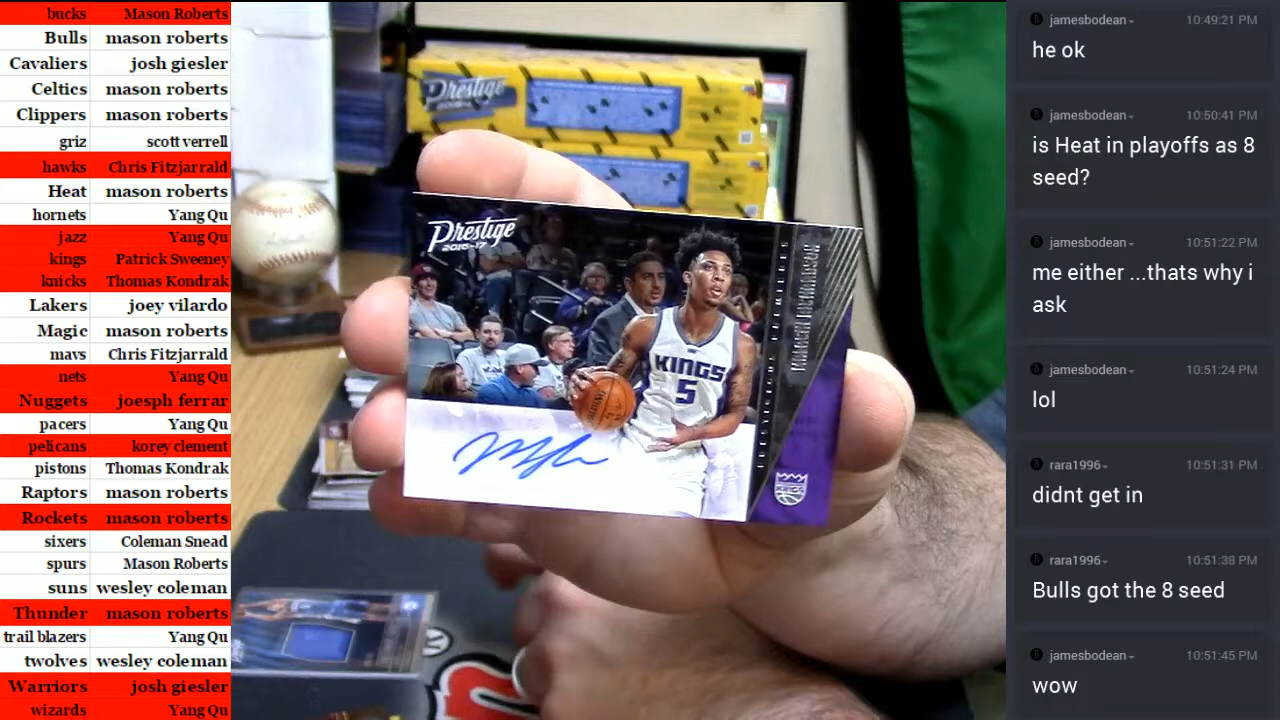 bucks Mason Roberts
Bulls mason roberts
Cavaliers josh giesler
Celtics mason roberts
Clippers mason roberts
griz scott verrell
hawks Chris Fitzjarrald
Heat mason roberts
hornets Yang Qu
jazz Yang Qu
kings Patrick Sweeney
knicks Thomas Kondrak
Lakers joey vilardo
Magic mason roberts
mavs Chris Fitzjarrald
nets Yang Qu
Nuggets joesph ferrar
pacers Yang Qu
pelicans korey clement
pistons Thomas Kondrak
Raptors mason roberts
Rockets mason roberts
sixers Coleman Snead
spurs Mason Roberts
suns wesley coleman
Thunder mason roberts
trail blazers Yang Qu
twolves wesley coleman
Warriors josh giesler
wizards Yang Qu
Prestige
Prestige
2016-17
KINGS
5
KINGS
jamesbodean 10:49:21 PM
he ok
jamesbodean 10:50:41 PM
is Heat in playoffs as 8
seed?
jamesbodean 10:51:22 PM
me either ...thats why i
ask
jamesbodean 10:51:24 PM
lol
rara1996 10:51:31 PM
didnt get in
rara1996 10:51:38 PM
Bulls got the 8 seed
jamesbodean 10:51:45 PM
wow